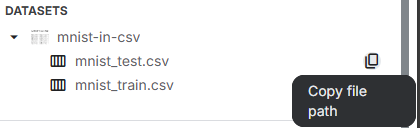 DATASETS
mnist-in-csv
mnist_test.csv
mnist_train.csv
Copy file
path